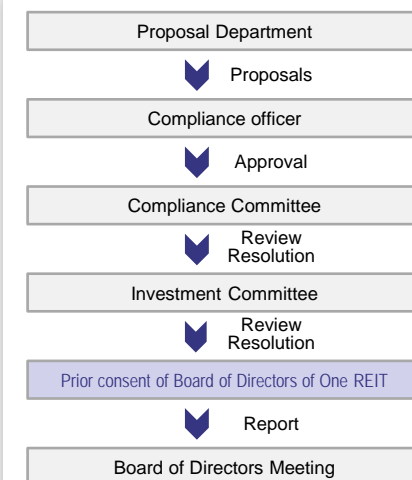 Proposal Department
Proposals
Compliance officer
Approval
Compliance Committee
Review
Resolution
Investment Committee
Review
Resolution
Prior consent of Board of Directors of One REIT
Report
Board of Directors Meeting